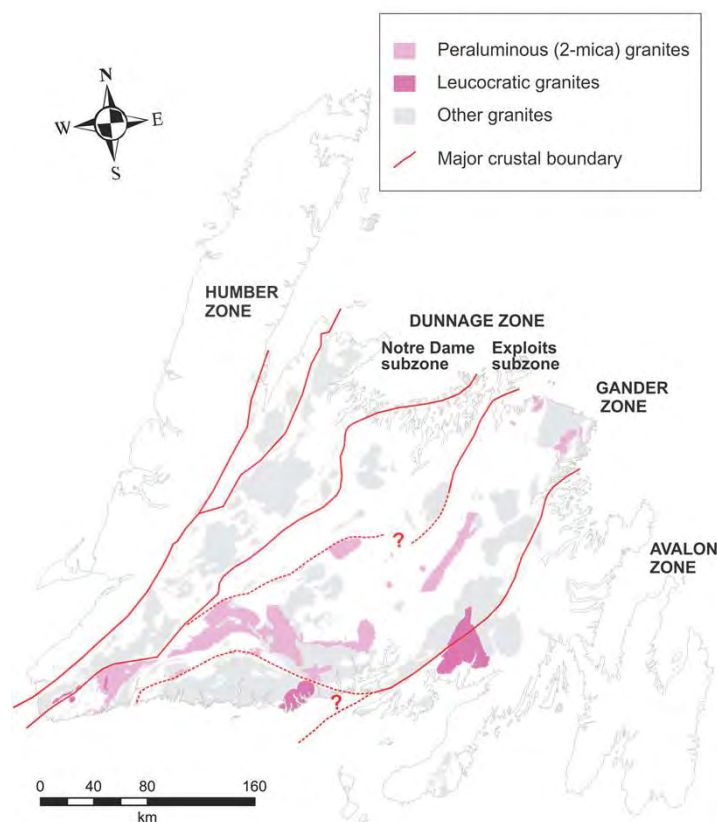 Peraluminous (2-mica) granites
Leucocratic granites
Other granites
Major crustal boundary
N
W E
S
HUMBER
ZONE
DUNNAGE ZONE
Notre Dame
subzone
Exploits
subzone
GANDER
ZONE
AVALON
ZONE
?
?
0 40 80 160
km